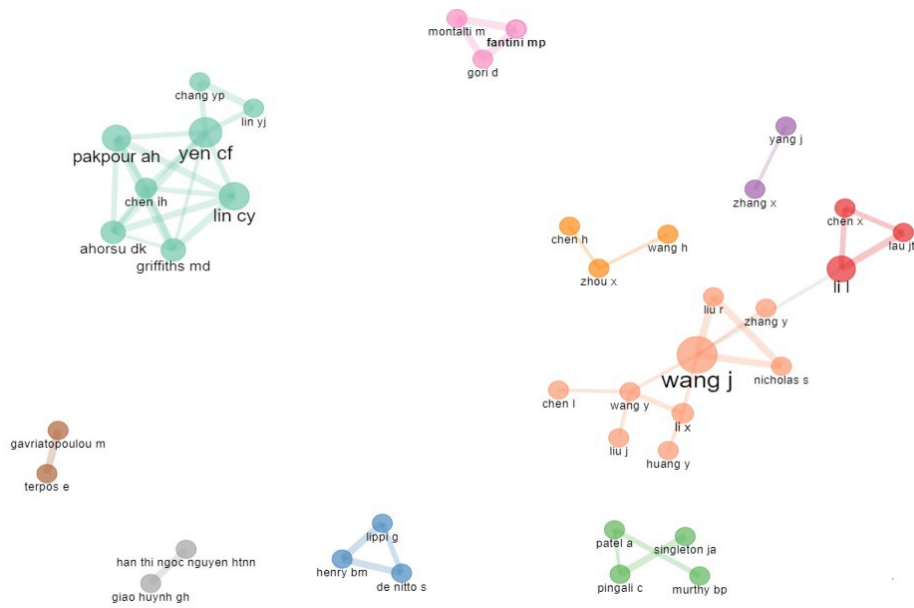 montalti m
fantini mp
gori d
chang yp
lin yj
yen cf
pakpour ah
chen ih
lin cy
ahorsu dk
griffiths md
yang j
zhang x
chen x
lau jt
li l
chen h
wang h
zhou x
liu r
zhang y
wang j
nicholas s
chen l
wang y
li x
liu j
huang y
gavriatopoulou m
terpos e
han thi ngoc nguyen htnn
giao huynh gh
lippi g
henry bm
de nitto s
patel a
singleton ja
pingali c
murthy bp